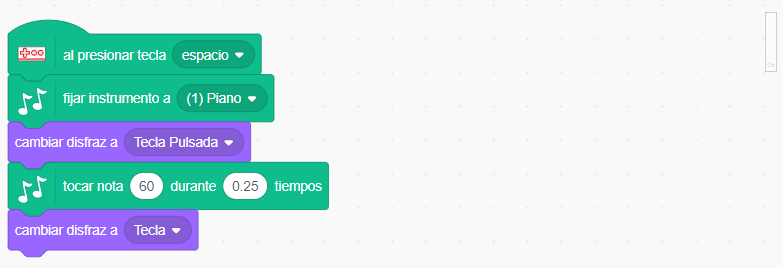 al presionar tecla espacio
fijar instrumento a (1) Piano
cambiar disfraz a Tecla Pulsada
tocar nota 60 durante 0.25 tiempos
cambiar disfraz a Tecla